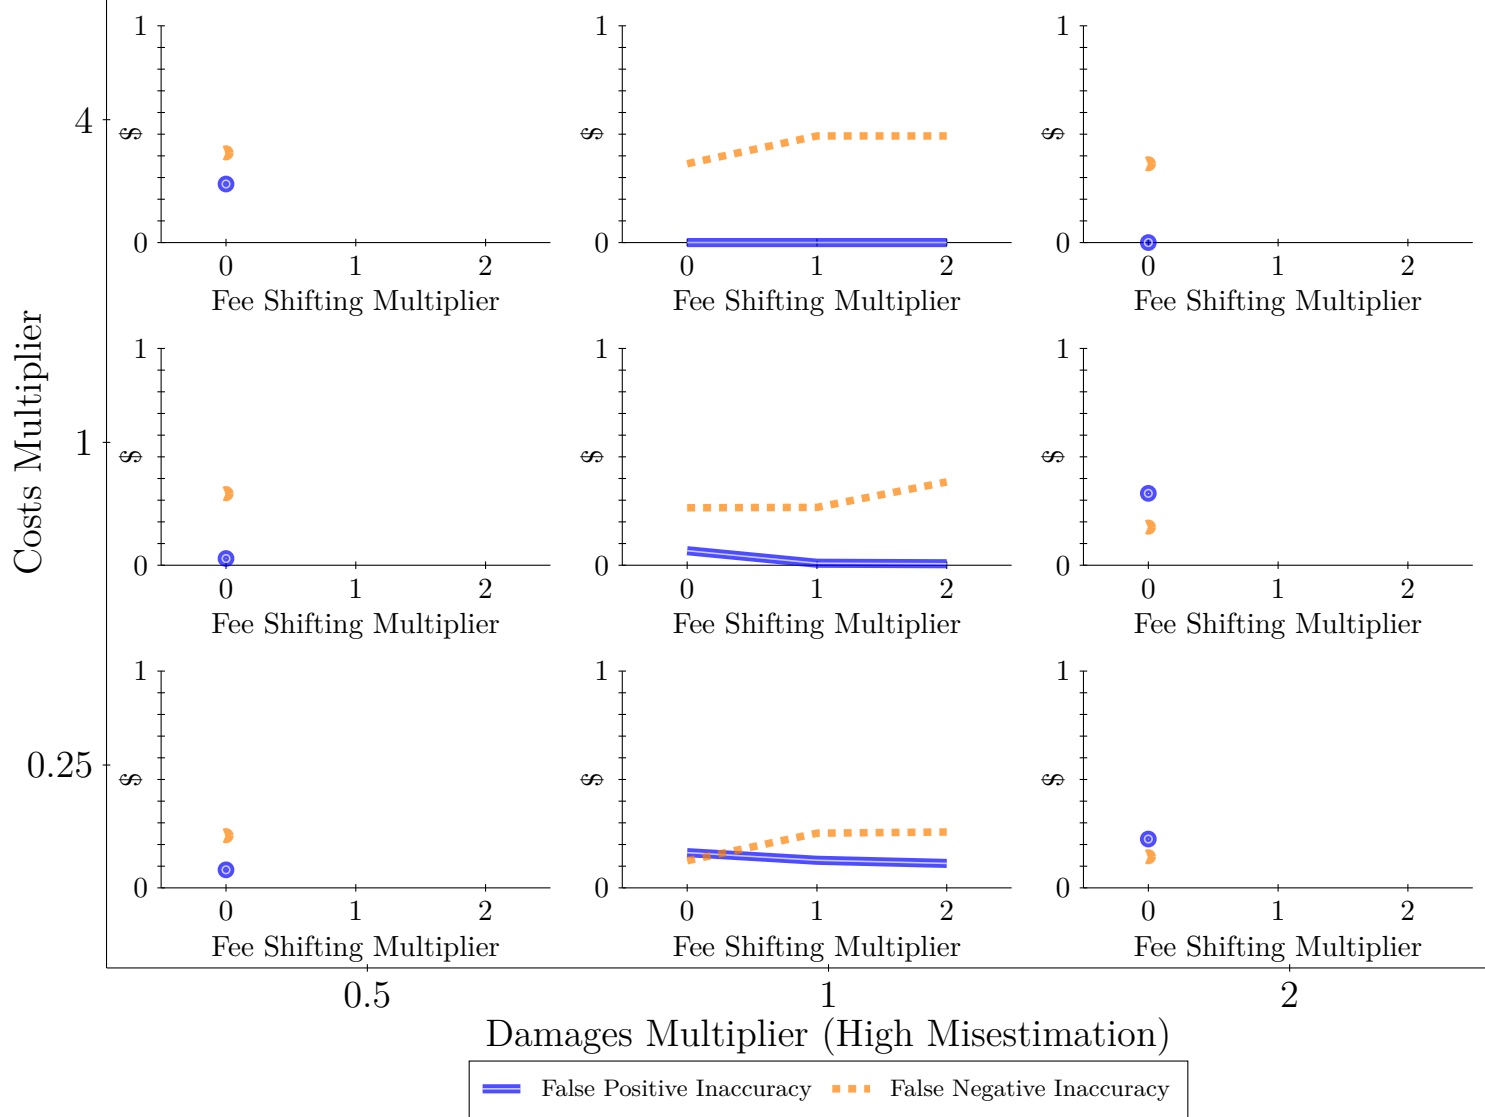 Costs Multiplier
4
1
0.25
1
$
0
0 1 2
Fee Shifting Multiplier
1
$
0
0 1 2
Fee Shifting Multiplier
1
$
0
0 1 2
Fee Shifting Multiplier
1
$
0
0 1 2
Fee Shifting Multiplier
1
$
0
0 1 2
Fee Shifting Multiplier
1
$
0
0 1 2
Fee Shifting Multiplier
1
$
0
0 1 2
Fee Shifting Multiplier
1
$
0
0 1 2
Fee Shifting Multiplier
1
$
0
0 1 2
Fee Shifting Multiplier
0.5 1 2
Damages Multiplier (High Misestimation)
False Positive Inaccuracy False Negative Inaccuracy